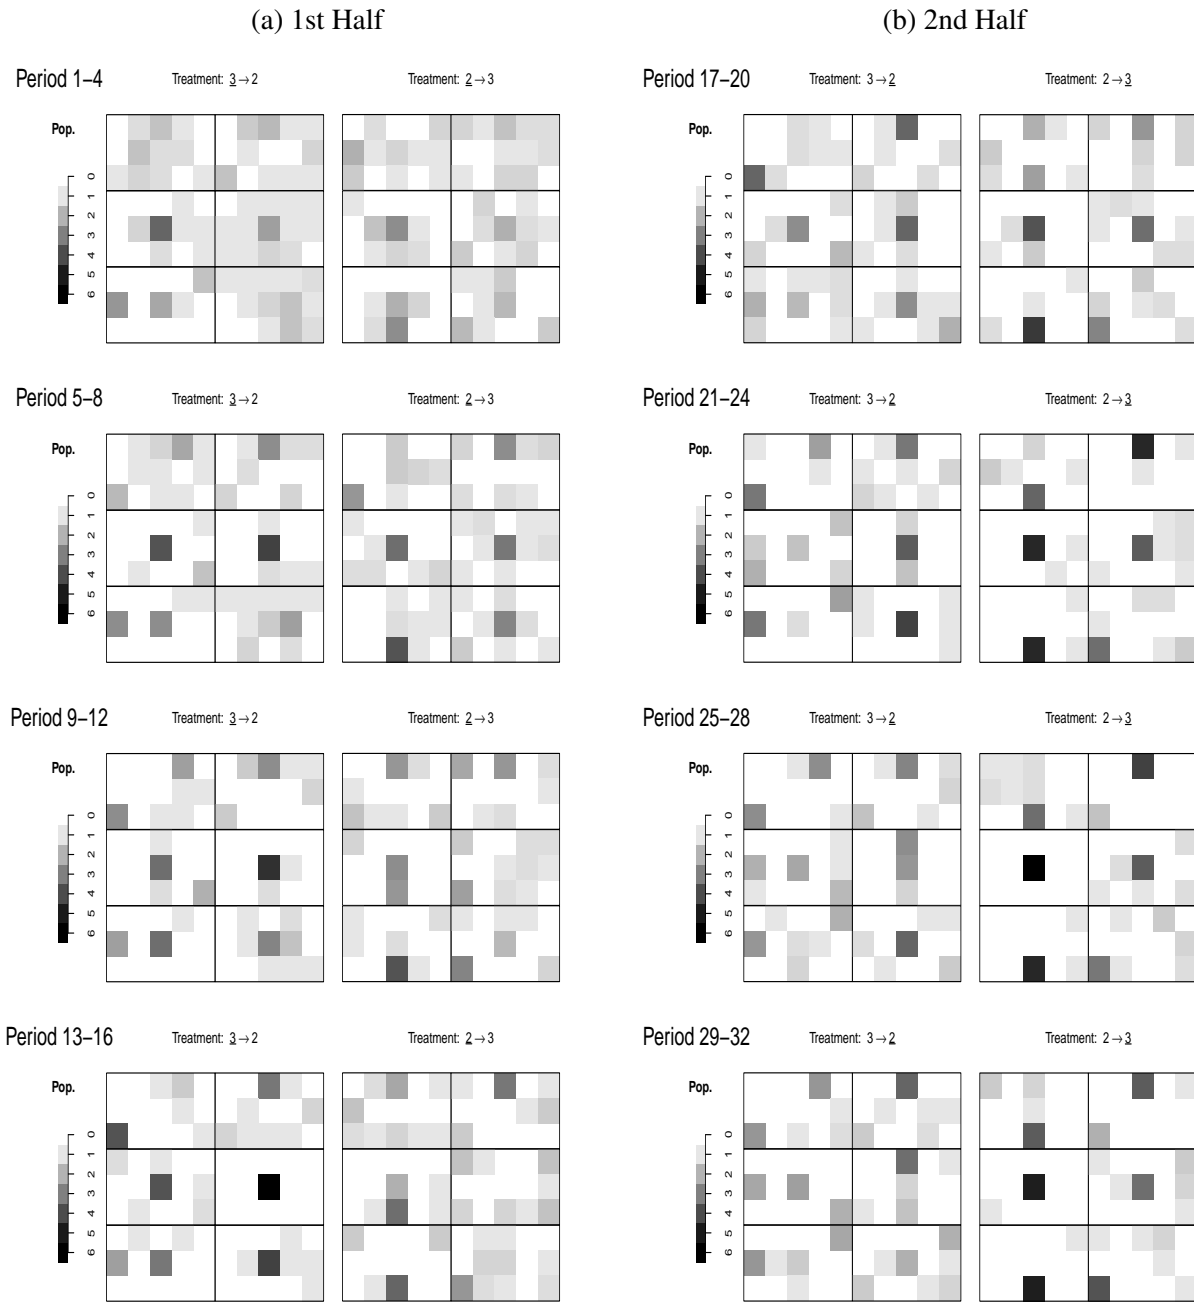 (a) 1st Half
(b) 2nd Half
Period 1−4
Treatment: 3 → 2
Treatment: 2 → 3
Pop.
0 1 2 3 4 5 6
Period 17−20
Treatment: 3 → 2
Treatment: 2 → 3
Pop.
0 1 2 3 4 5 6
Period 5−8
Treatment: 3 → 2
Treatment: 2 → 3
Pop.
0 1 2 3 4 5 6
Period 21−24
Treatment: 3 → 2
Treatment: 2 → 3
Pop.
0 1 2 3 4 5 6
Period 9−12
Treatment: 3 → 2
Treatment: 2 → 3
Pop.
0 1 2 3 4 5 6
Period 25−28
Treatment: 3 → 2
Treatment: 2 → 3
Pop.
0 1 2 3 4 5 6
Period 13−16
Treatment: 3 → 2
Treatment: 2 → 3
Pop.
0 1 2 3 4 5 6
Period 29−32
Treatment: 3 → 2
Treatment: 2 → 3
Pop.
0 1 2 3 4 5 6